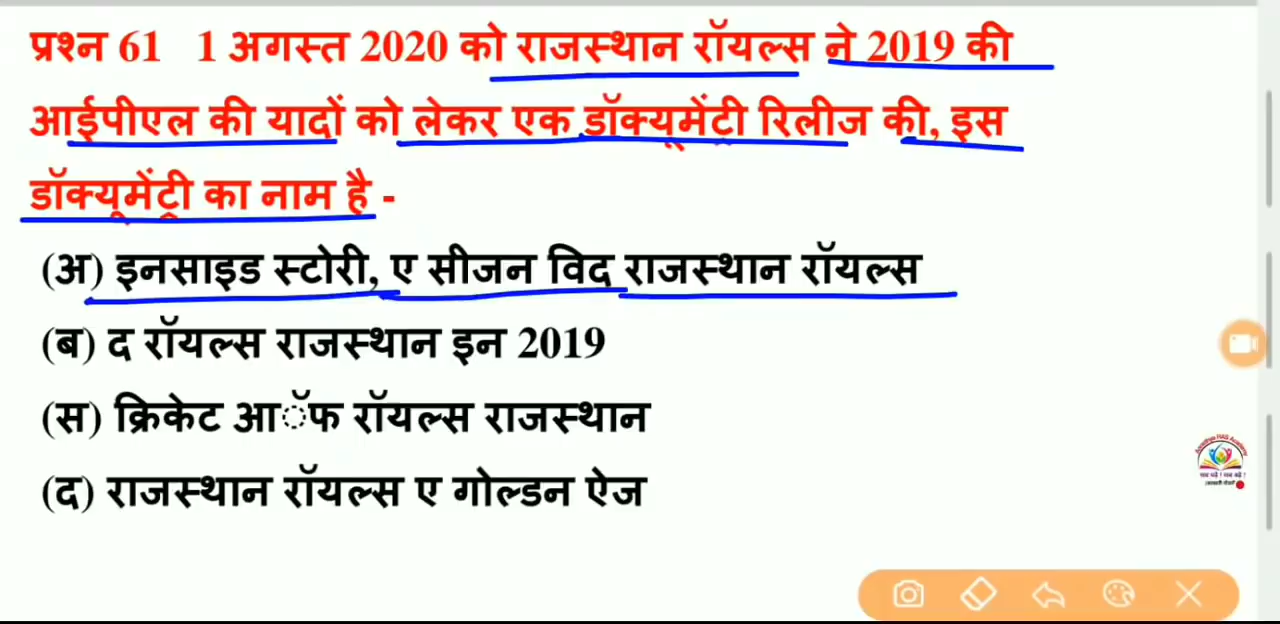 प्रश्न 61 1 अगस्त 2020 को राजस्थान रॉयल्स ने 2019 की
आईपीएल की यादों को लेकर एक डॉक्यूमेंट्री रिलीज की, इस
डॉक्यूमेंट्री का नाम है -
(अ) इनसाइड स्टोरी, ए सीजन विद राजस्थान रॉयल्स
(ब) द रॉयल्स राजस्थान इन 2019
(स) क्रिकेट आॅफ रॉयल्स राजस्थान
(द) राजस्थान रॉयल्स ए गोल्डन ऐज